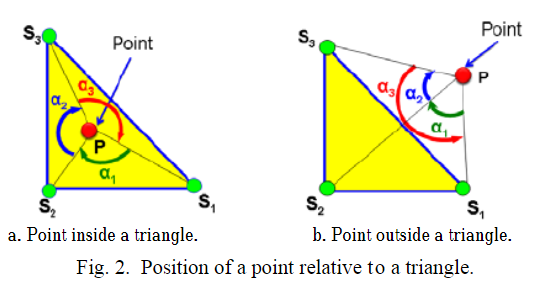 S₃
Point
α₃
α₂
P
α₁
S₂
S₁
a. Point inside a triangle.
S₃
Point
P
α₃
α₂
α₁
S₂
S₁
b. Point outside a triangle.
Fig. 2. Position of a point relative to a triangle.